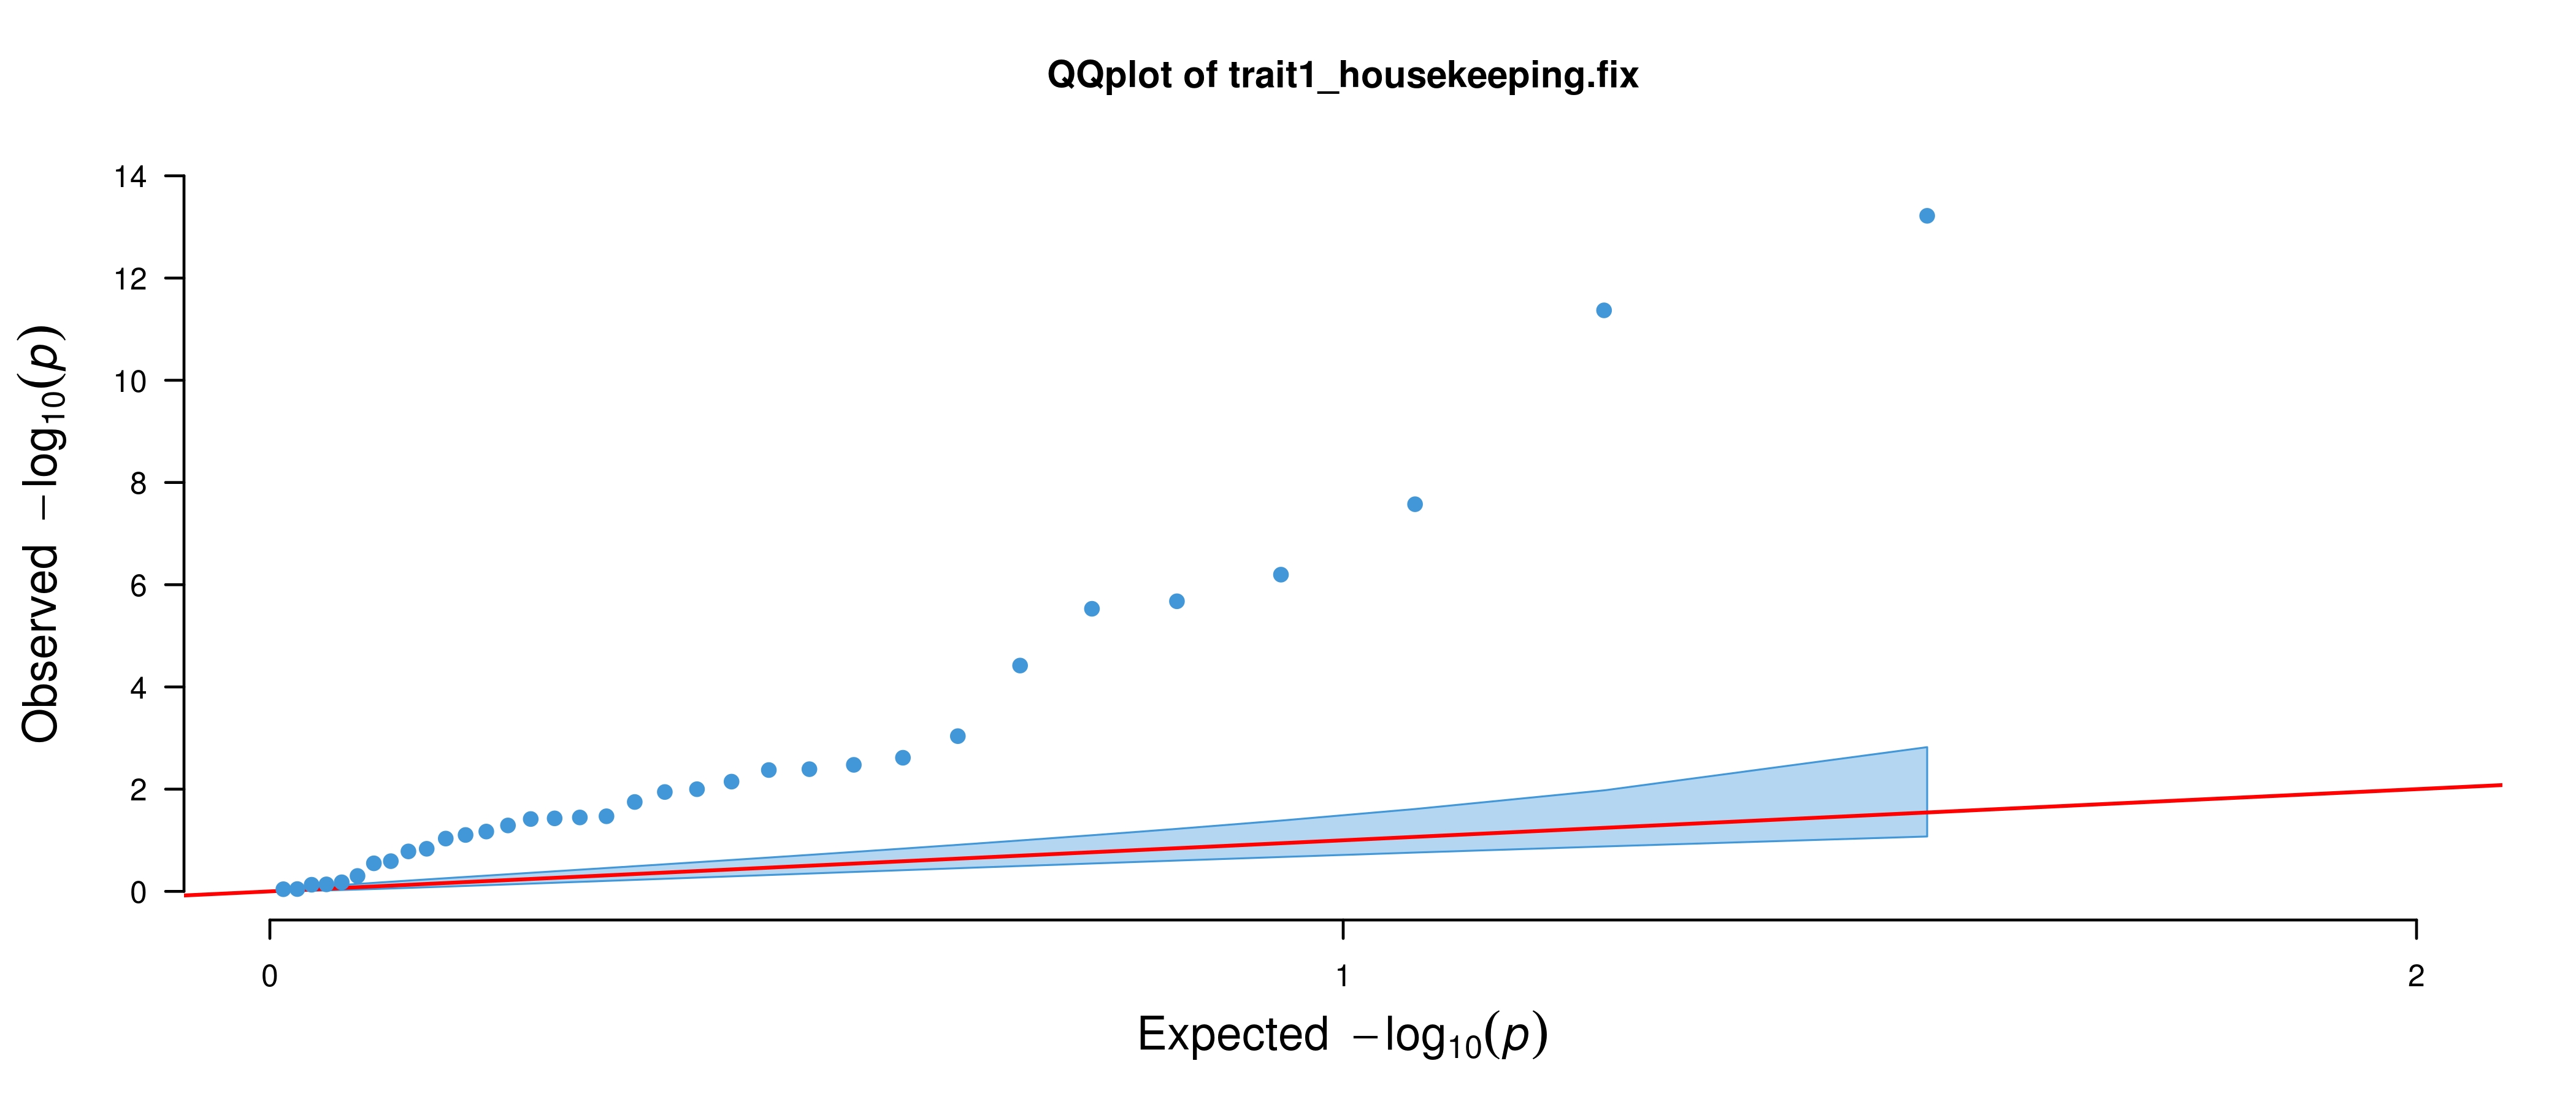 QQplot of trait1_housekeeping.fix
14
12
10
8
6
4
2
0
Observed −log10(p)
0 1 2
Expected −log10(p)